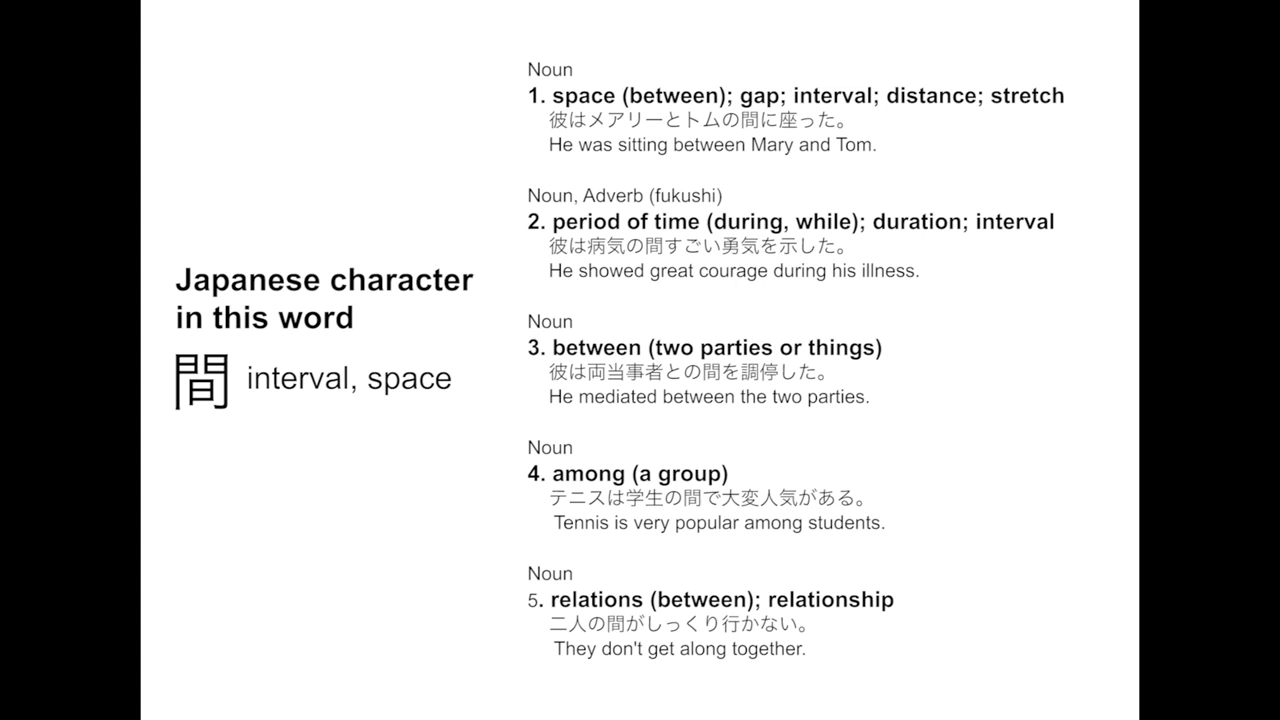 Japanese character
in this word
間 interval, space
Noun
1. space (between); gap; interval; distance; stretch
彼はメアリーとトムの間に座った。
He was sitting between Mary and Tom.
Noun, Adverb (fukushi)
2. period of time (during, while); duration; interval
彼は病気の間すごい勇気を示した。
He showed great courage during his illness.
Noun
3. between (two parties or things)
彼は両当事者との間を調停した。
He mediated between the two parties.
Noun
4. among (a group)
テニスは学生の間で大変人気がある。
Tennis is very popular among students.
Noun
5. relations (between); relationship
二人の間がしっくり行かない。
They don't get along together.